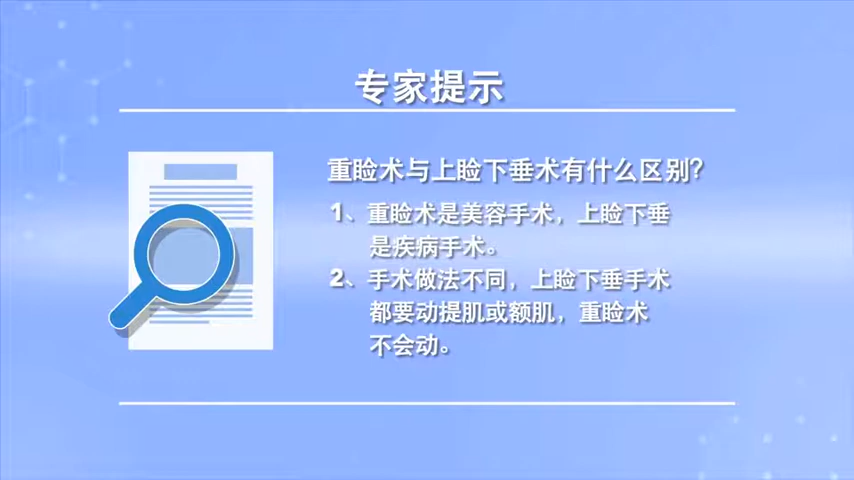 专家提示
重睑术与上睑下垂术有什么区别？
1、重睑术是美容手术，上睑下垂
是疾病手术。
2、手术做法不同，上睑下垂手术
都要动提肌或额肌，重睑术
不会动。